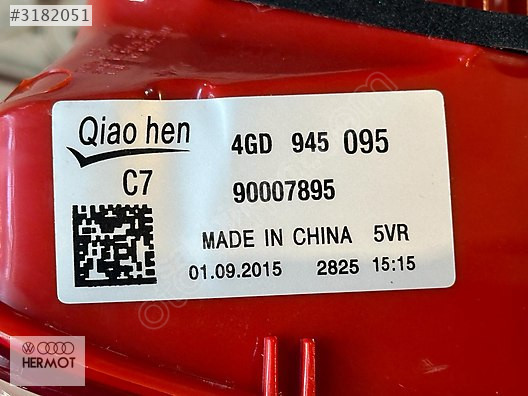 #3182051
Qiao hen
4GD 945 095
C7
90007895
MADE IN CHINA 5VR
01.09.2015 2825 15:15
HERMOT